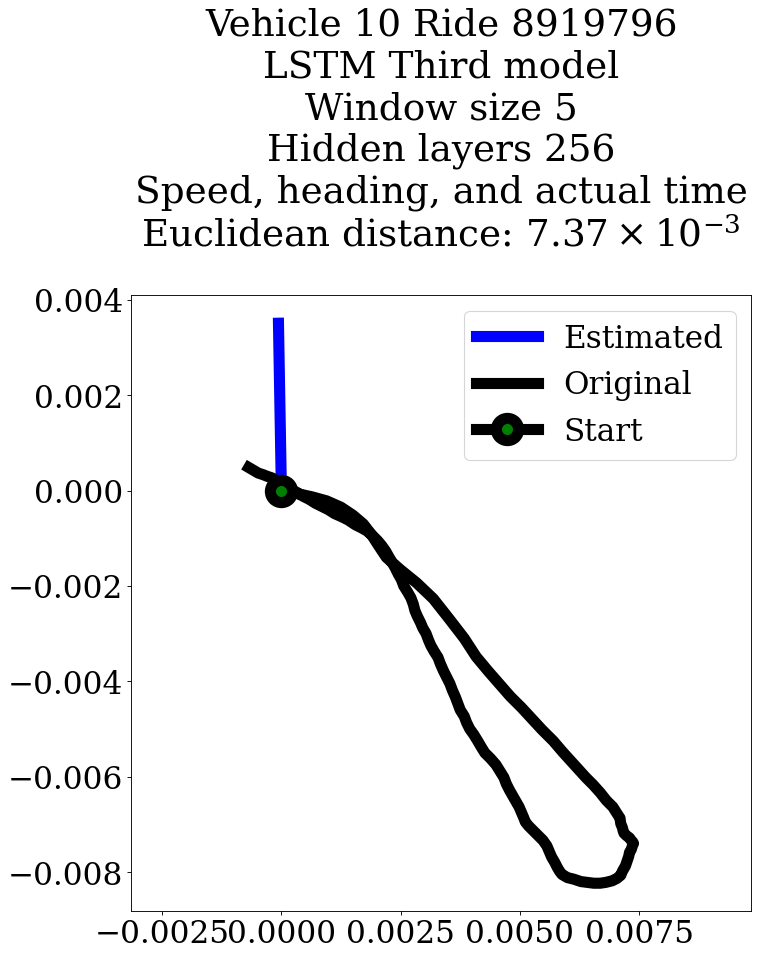 Vehicle 10 Ride 8919796
LSTM Third model
Window size 5
Hidden layers 256
Speed, heading, and actual time
Euclidean distance: 7.37 × 10⁻³
Estimated
Original
Start
0.004
0.002
0.000
−0.002
−0.004
−0.006
−0.008
−0.0025 0.0000 0.0025 0.0050 0.0075